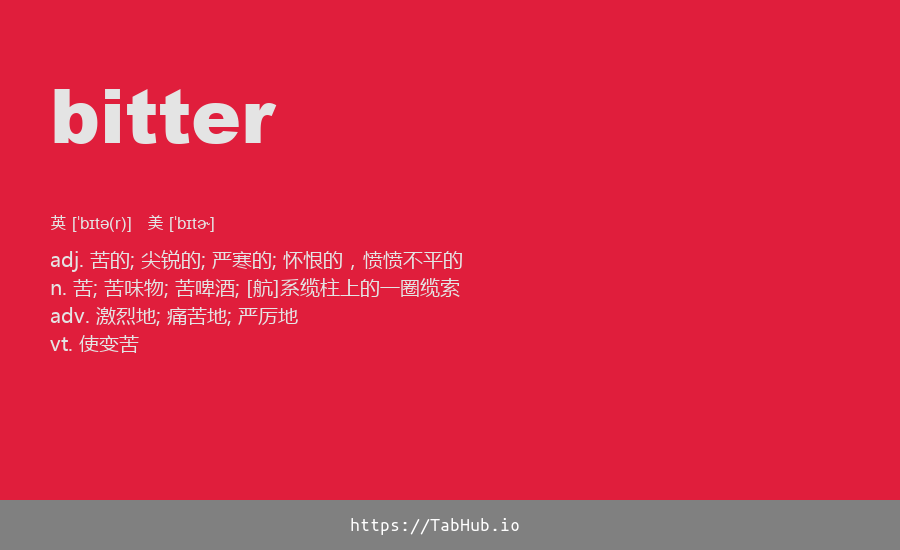 bitter
英 [ˈbɪtə(r)] 美 [ˈbɪtɚ]
adj. 苦的; 尖锐的; 严寒的; 怀恨的，愤愤不平的
n. 苦; 苦味物; 苦啤酒; [航]系缆柱上的一圈缆索
adv. 激烈地; 痛苦地; 严厉地
vt. 使变苦
https://TabHub.io